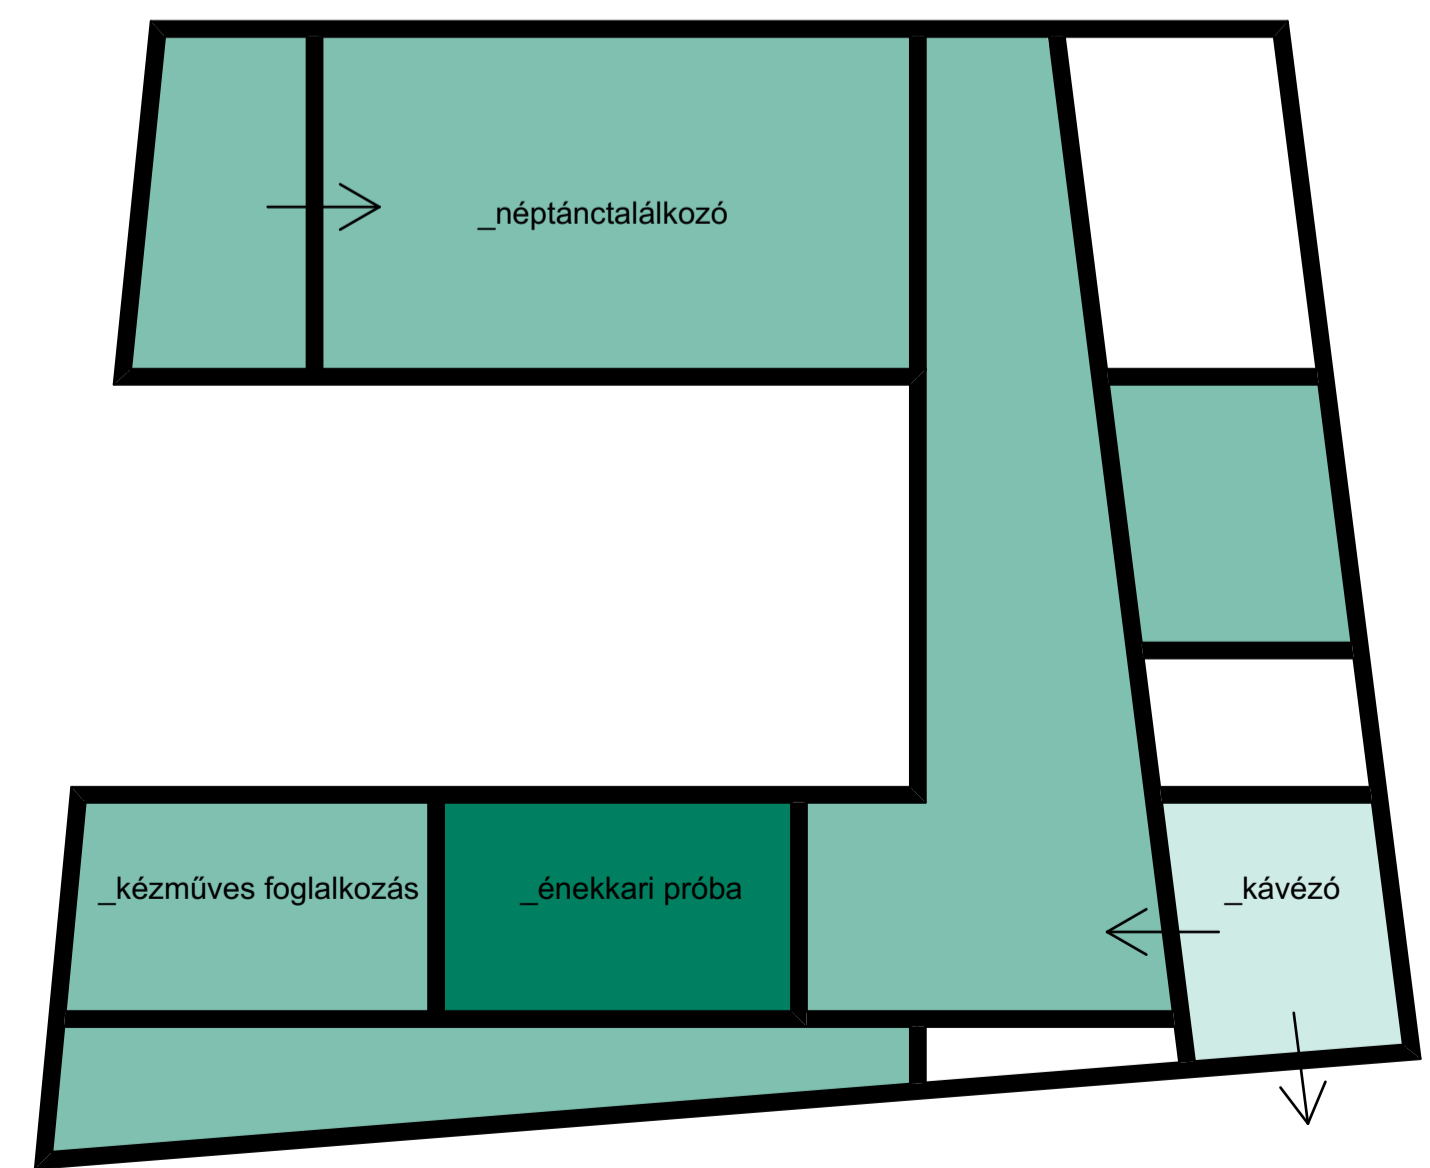 _néptánctalálkozó
_kézműves foglalkozás
_énekkari próba
_kávézó